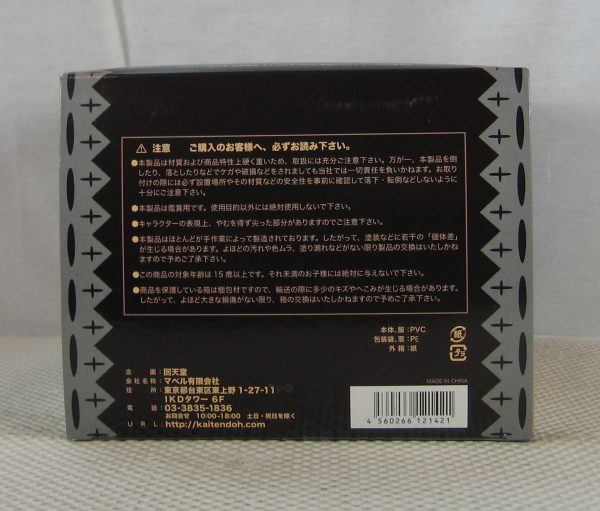 ⚠ 注意 ご購入のお客様へ、必ずお読み下さい。
●本製品は材質および商品特性上硬く重いため、取扱には充分ご注意下さい。万が一、本製品を倒
したり、落としたりなどでケガや破損などをされましても当社では一切責任を負いかねます。お取り
付けの際には必ず設置場所やその材質などの安全性を事前に確認して落下・転倒などしないように
十分にご注意下さい。
●本製品は鑑賞用です。使用目的以外には絶対使用しないで下さい。
●キャラクターの表現上、やむを得ず尖った部分がありますのでご注意下さい。
●本製品はほとんどが手作業によって製造されております。したがって、塗装などに若干の「個体差」
が生じる場合があります。よほどの汚れや色ムラ、塗り漏れなどがない限り製品の交換はいたしかね
ますので予めご了承下さい。
●この商品の対象年齢は15歳以上です。それ未満のお子様には絶対に与えないで下さい。
●商品を保護している箱は梱包材ですので、輸送の際に多少のキズやへこみが生じる場合があります。
したがって、よほど大きな損傷がない限り、箱の交換はいたしかねますので予めご了承下さい。
本体、服：PVC
包装袋、窓：PE
外箱：紙
紙
プラ
企画：回天堂
会社名称：マベル有限会社
住所：東京都台東区東上野1-27-11
IKDタワー 6F
電話：03-3835-1836
お問合せ 10:00-18:00 土日・祝日を除く
URL：http://kaitendoh.com
MADE IN CHINA
4 560266 121421